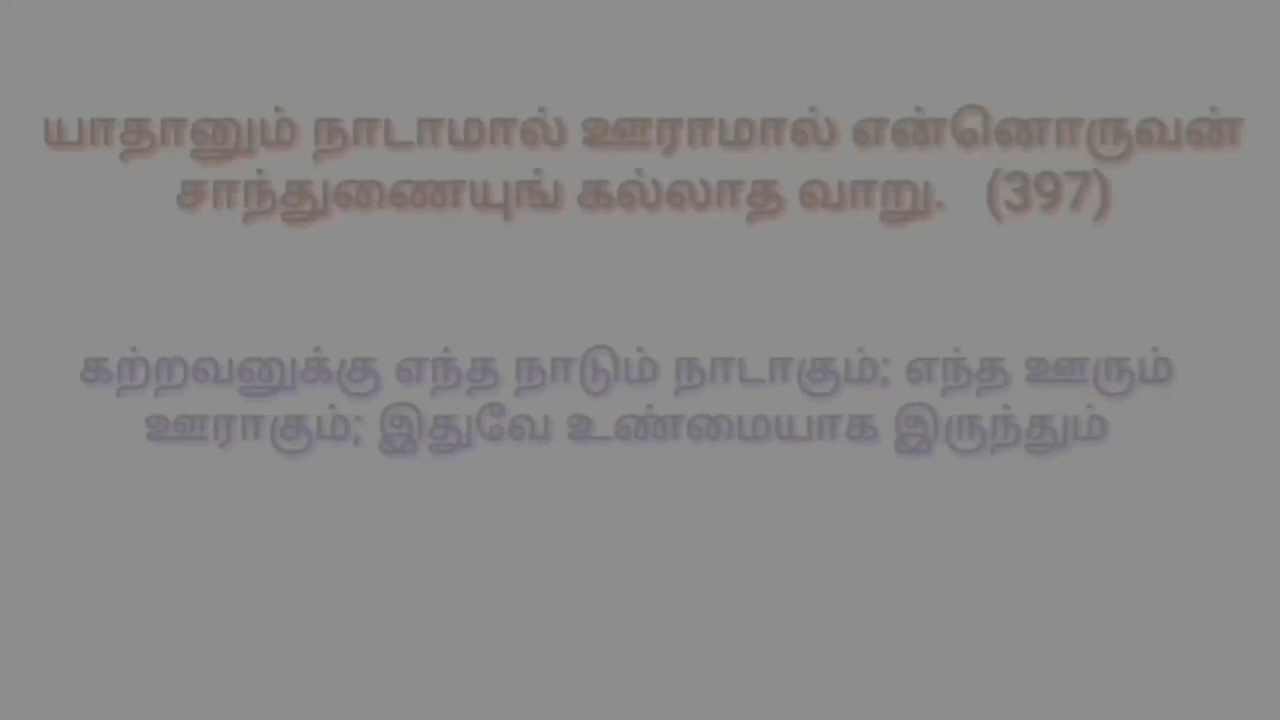 யாதானும் நாடாமால் ஊராமால் என்னொருவன்
சாந்துணையுங் கல்லாத வாறு. (397)
கற்றவனுக்கு எந்த நாடும் நாடாகும்; எந்த ஊரும்
ஊராகும்; இதுவே உண்மையாக இருந்தும்